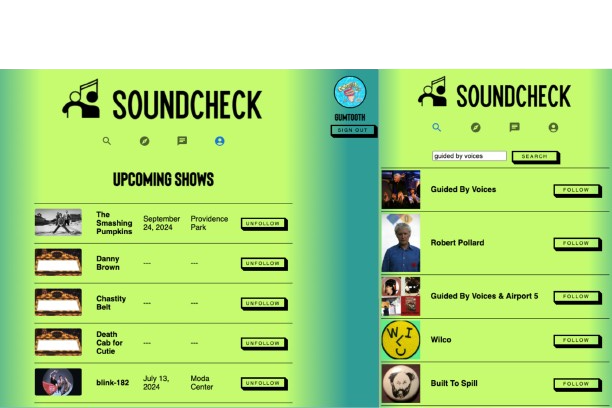 SOUNDCHECK
UPCOMING SHOWS
The
Smashing
Pumpkins
September
24, 2024
Providence
Park
UNFOLLOW
Danny
Brown
---
---
UNFOLLOW
Chastity
Belt
---
---
UNFOLLOW
Death
Cab for
Cutie
---
---
UNFOLLOW
blink-182
July 13,
2024
Moda
Center
UNFOLLOW
GUMTOOTH
SIGN OUT
SOUNDCHECK
guided by voices
SEARCH
Guided By Voices
FOLLOW
Robert Pollard
FOLLOW
Guided By Voices & Airport 5
FOLLOW
WILCO
Wilco
FOLLOW
Built To Spill
FOLLOW